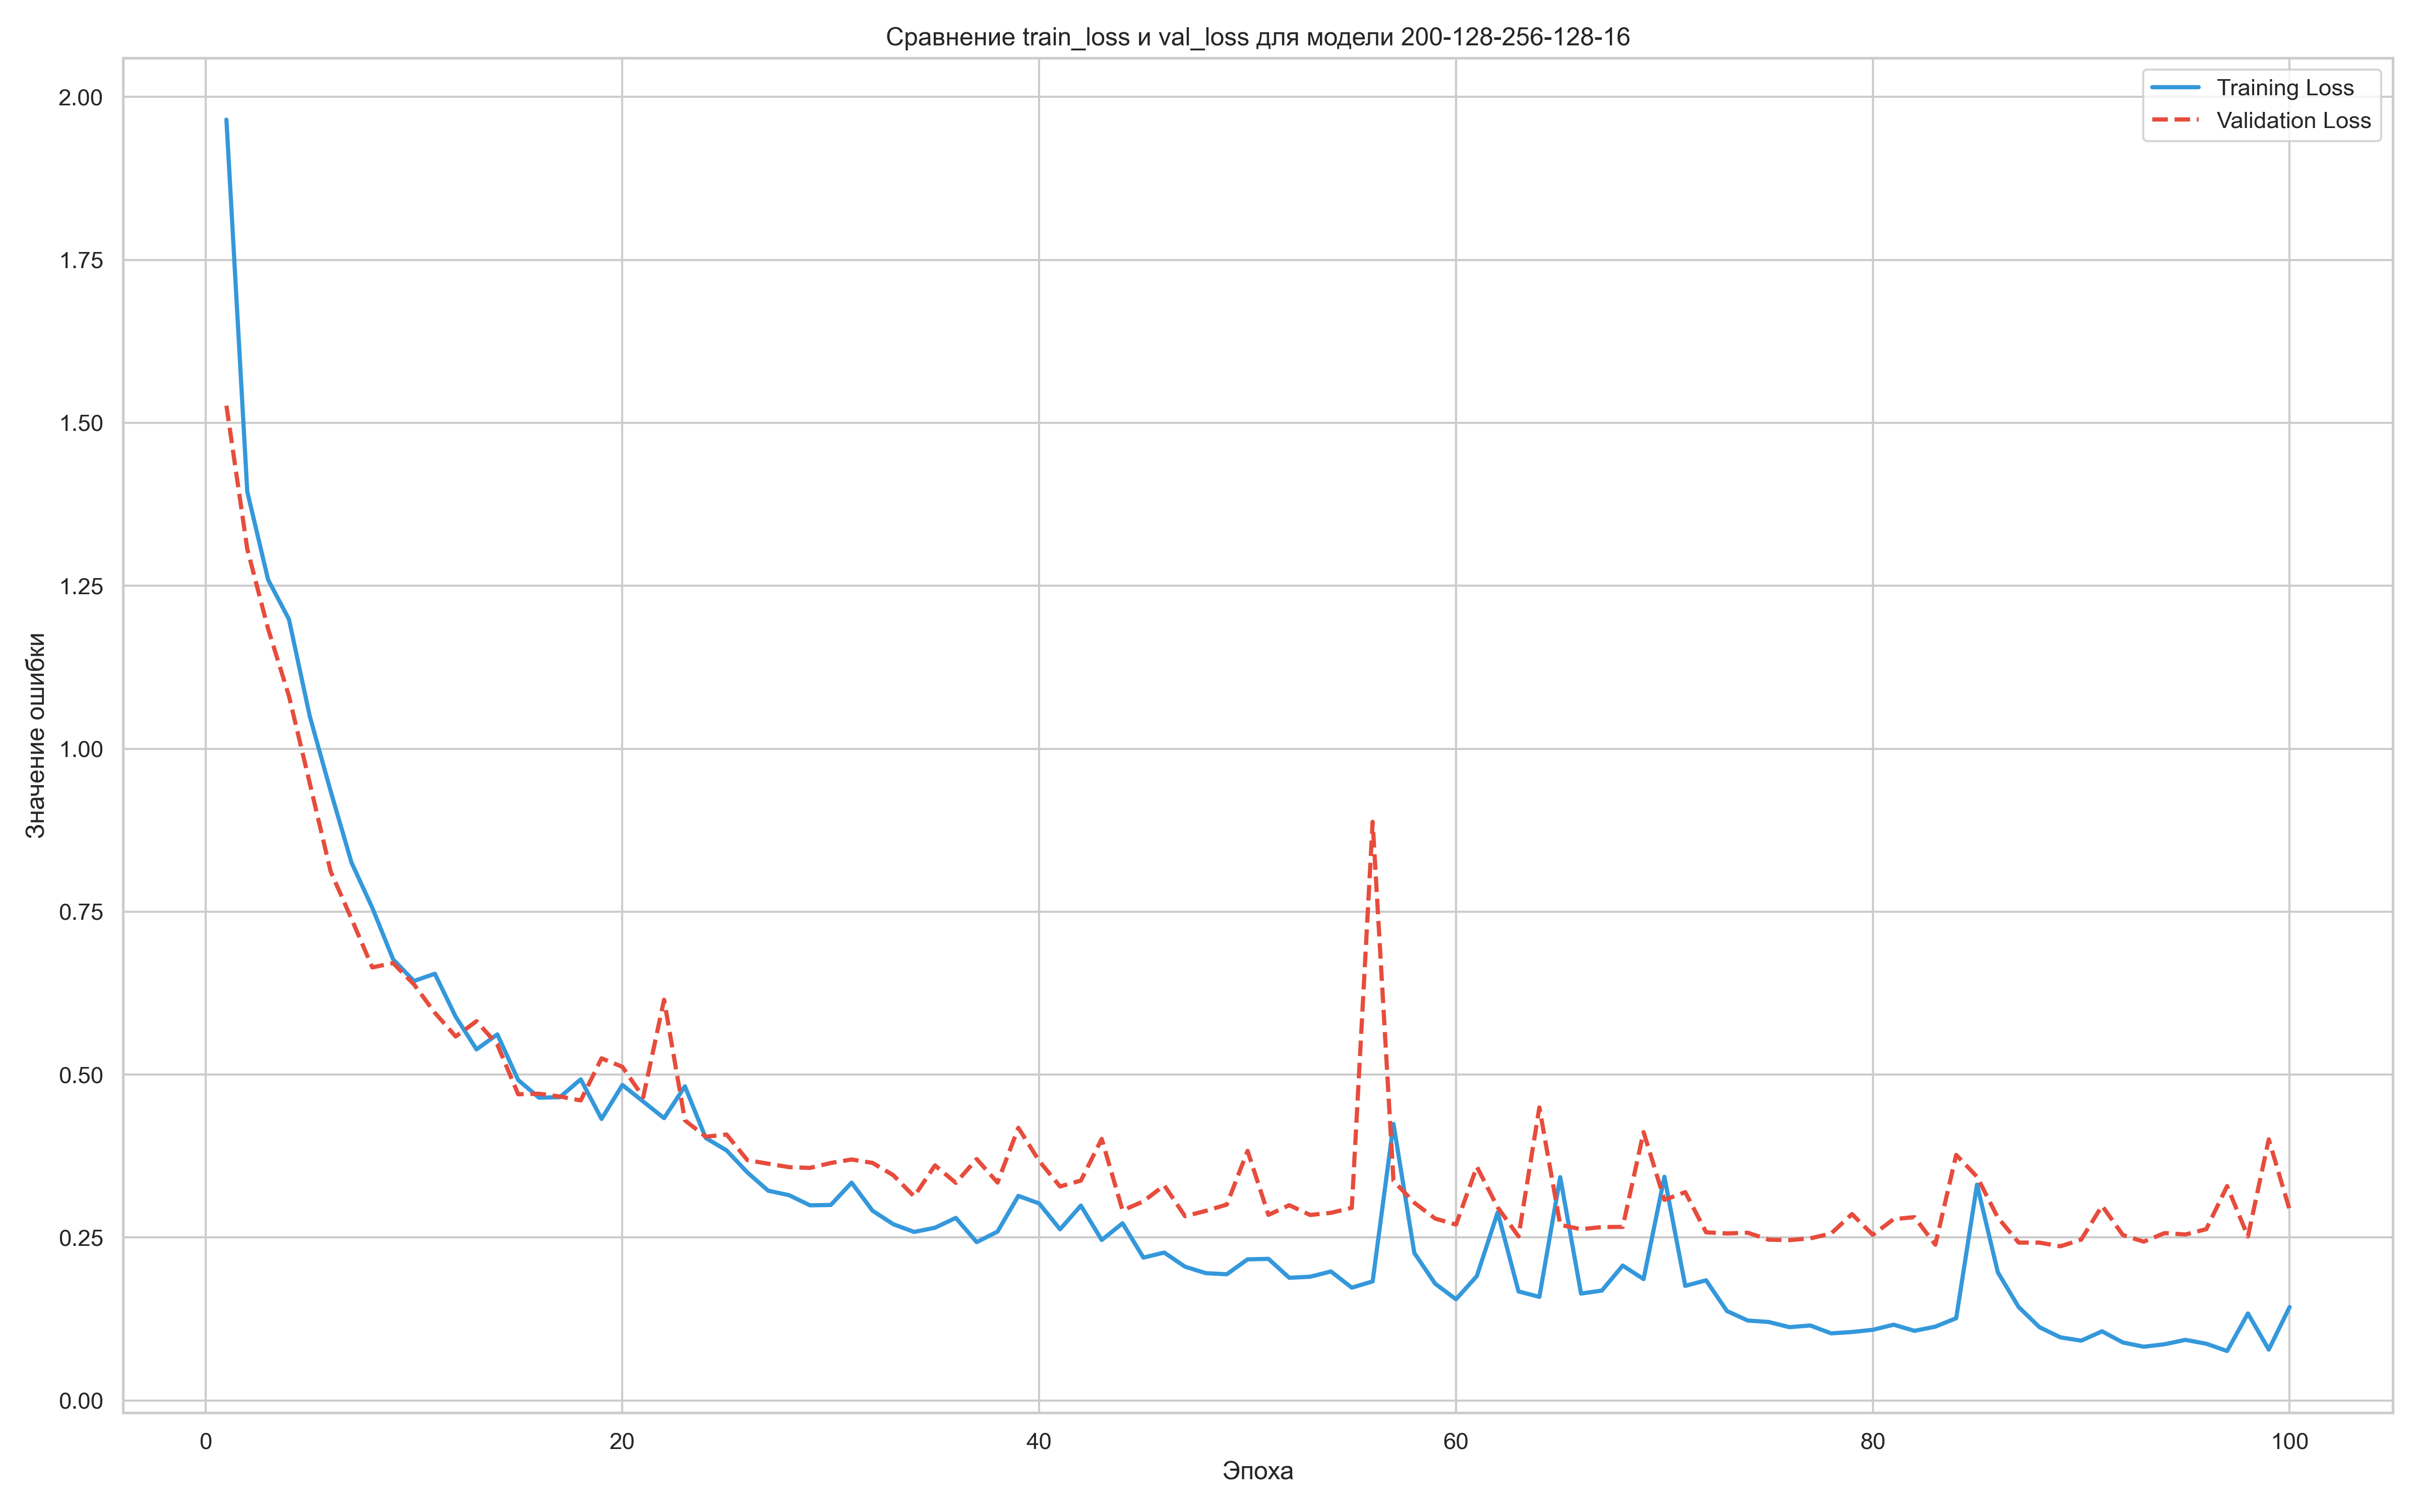 Сравнение train_loss и val_loss для модели 200-128-256-128-16
Training Loss
Validation Loss
2.00
1.75
1.50
1.25
1.00
0.75
0.50
0.25
0.00
Значение ошибки
0 20 40 60 80 100
Эпоха